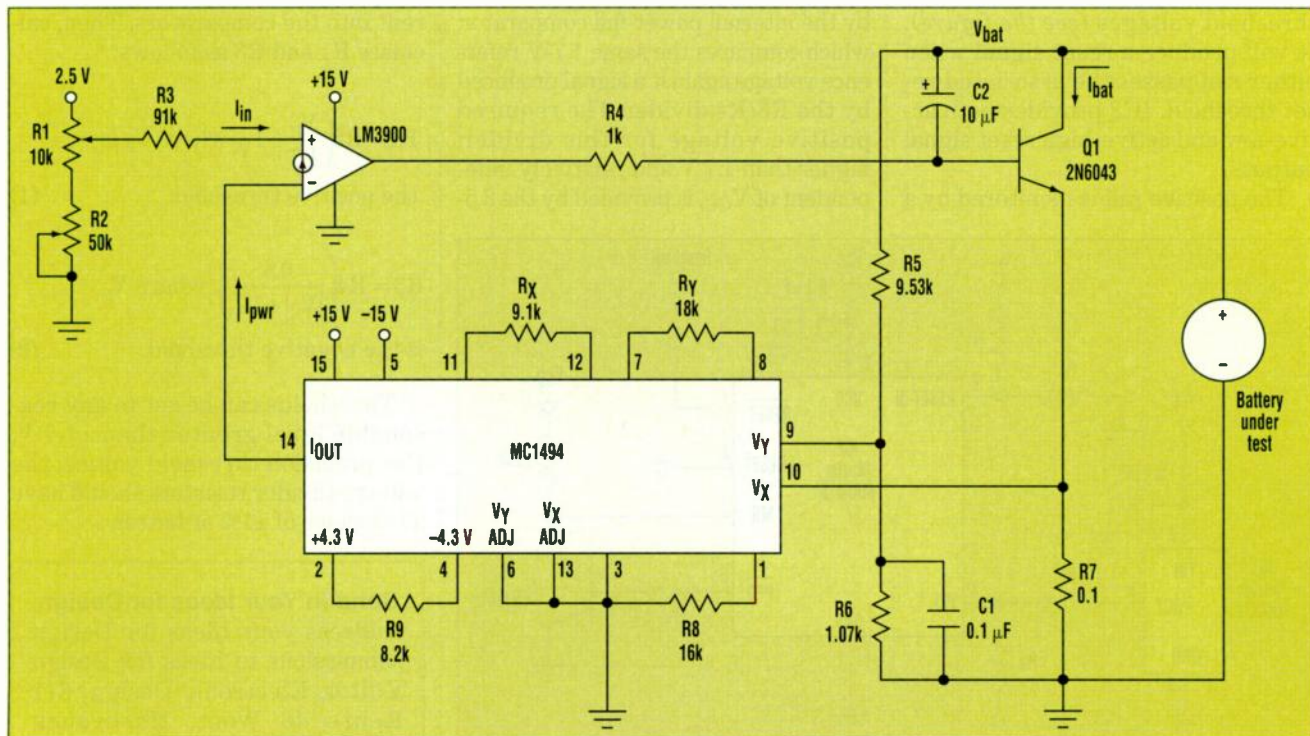 V_bat
2.5 V
R1
10k
R3
91k
I_in
+15 V
LM3900
R4
1k
C2
10 µF
I_bat
Q1
2N6043
R2
50k
I_pwr
+15 V
−15 V
R_X
9.1k
R_Y
18k
R5
9.53k
15
5
11
12
7
8
14
I_OUT
MC1494
V_Y
9
V_X
10
Battery
under
test
+4.3 V
−4.3 V
V_Y
ADJ
V_X
ADJ
2
4
6
13
3
1
R9
8.2k
R8
16k
R6
1.07k
C1
0.1 µF
R7
0.1